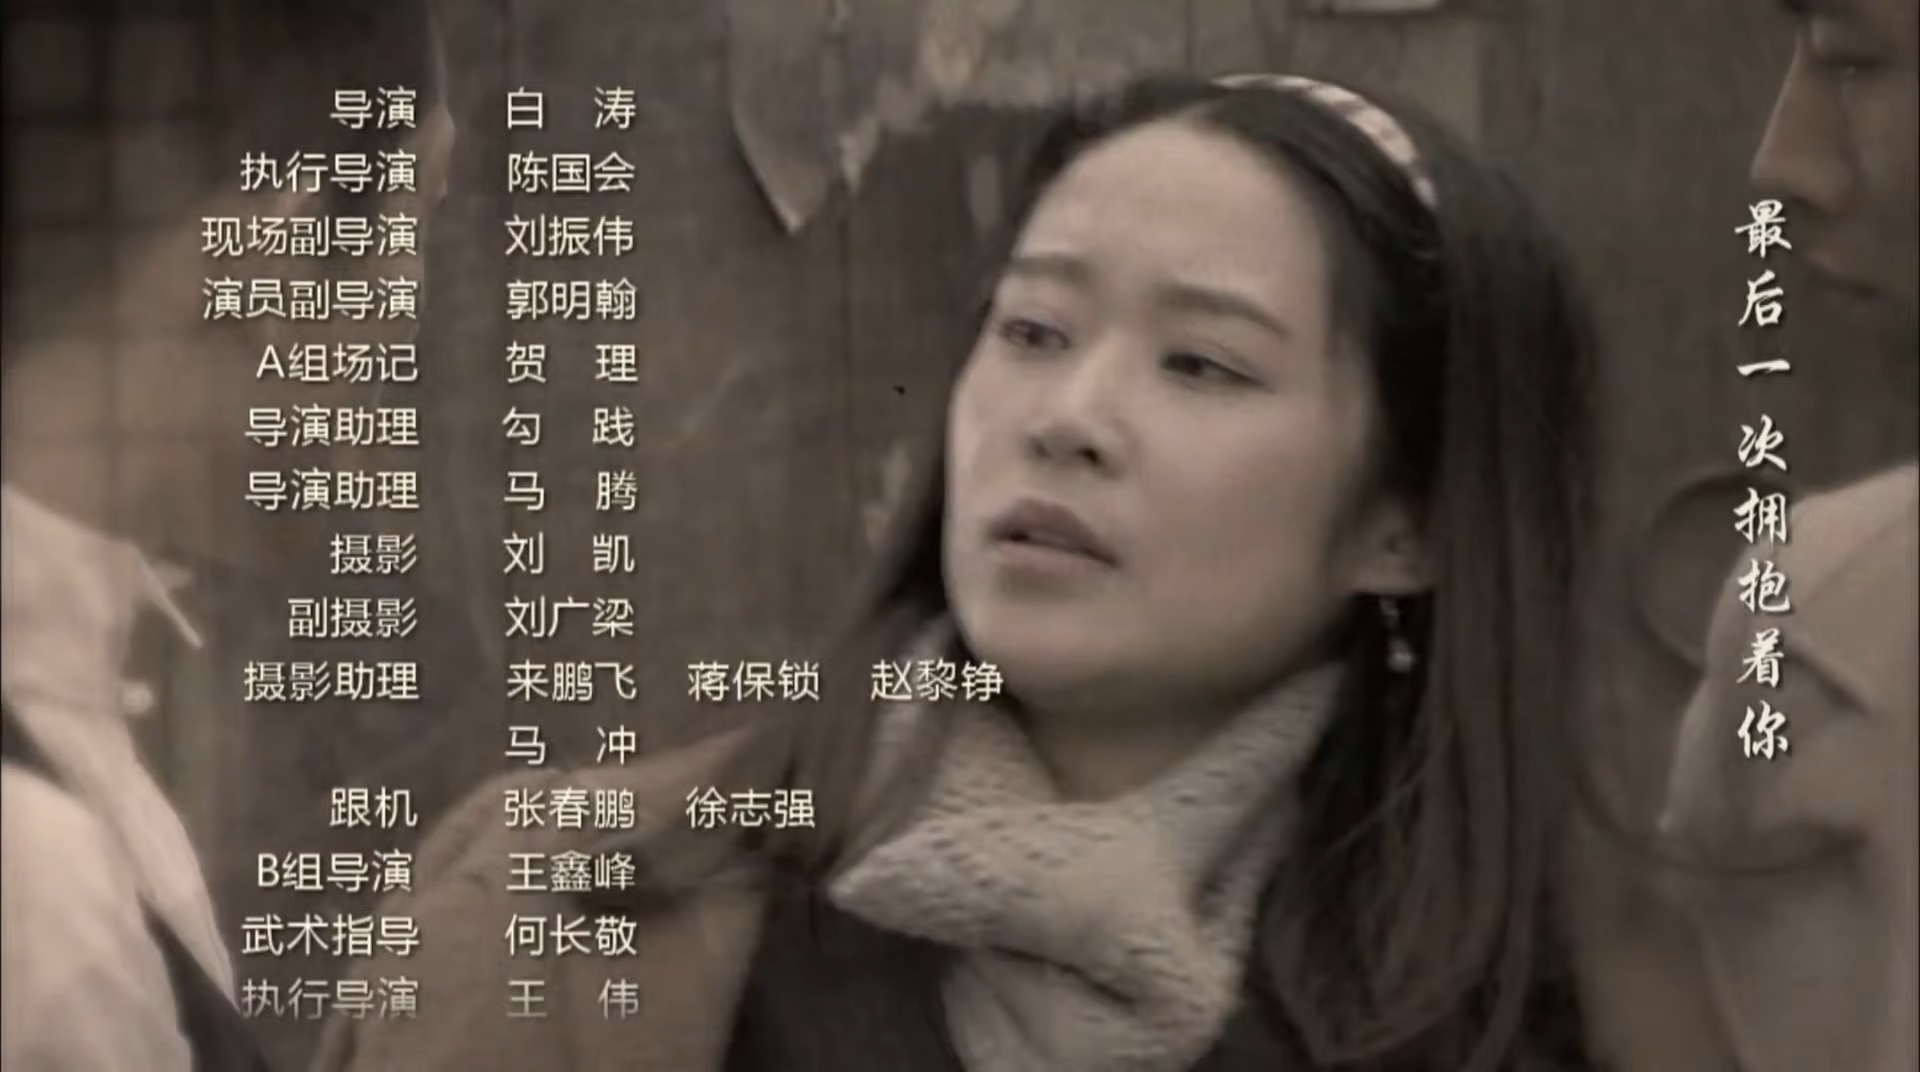 导演 白 涛
执行导演 陈国会
现场副导演 刘振伟
演员副导演 郭明翰
A组场记 贺 理
导演助理 勾 践
导演助理 马 腾
摄影 刘 凯
副摄影 刘广梁
摄影助理 来鹏飞 蒋保锁 赵黎铮
马 冲
跟机 张春鹏 徐志强
B组导演 王鑫峰
武术指导 何长敬
执行导演 王 伟
最后一次拥抱着你